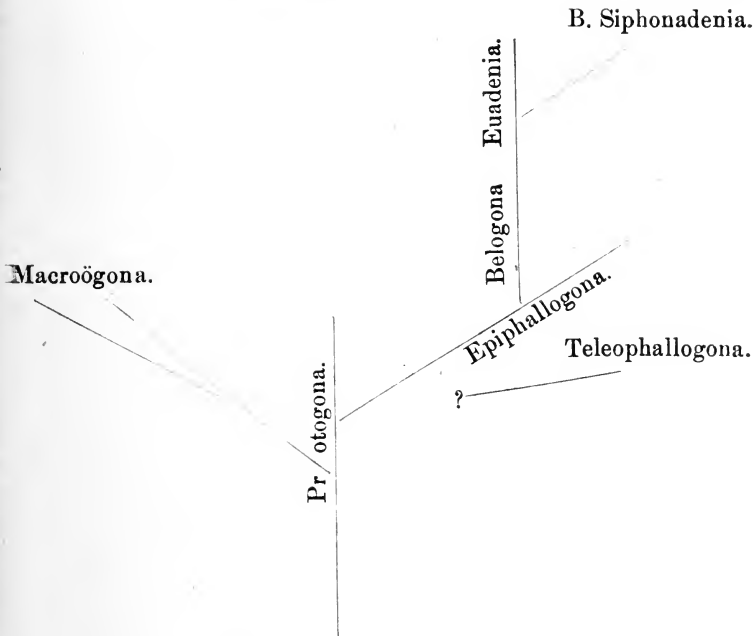 B. Siphonadenia.
Belogona Euadenia.
Macroögona.
Epiphallogona.
Teleophallogona.
?
Protogona.